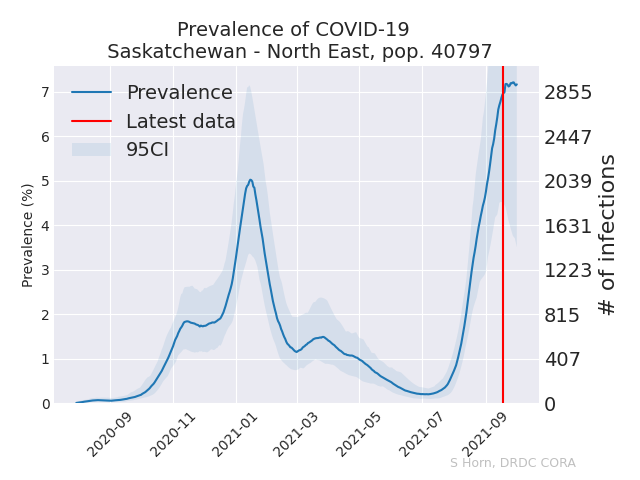 Prevalence of COVID-19
Saskatchewan - North East, pop. 40797
Prevalence
Latest data
95CI
Prevalence (%)
7
6
5
4
3
2
1
0
2855
2447
2039
1631
1223
815
407
0
# of infections
2020-09
2020-11
2021-01
2021-03
2021-05
2021-07
2021-09
S Horn, DRDC CORA